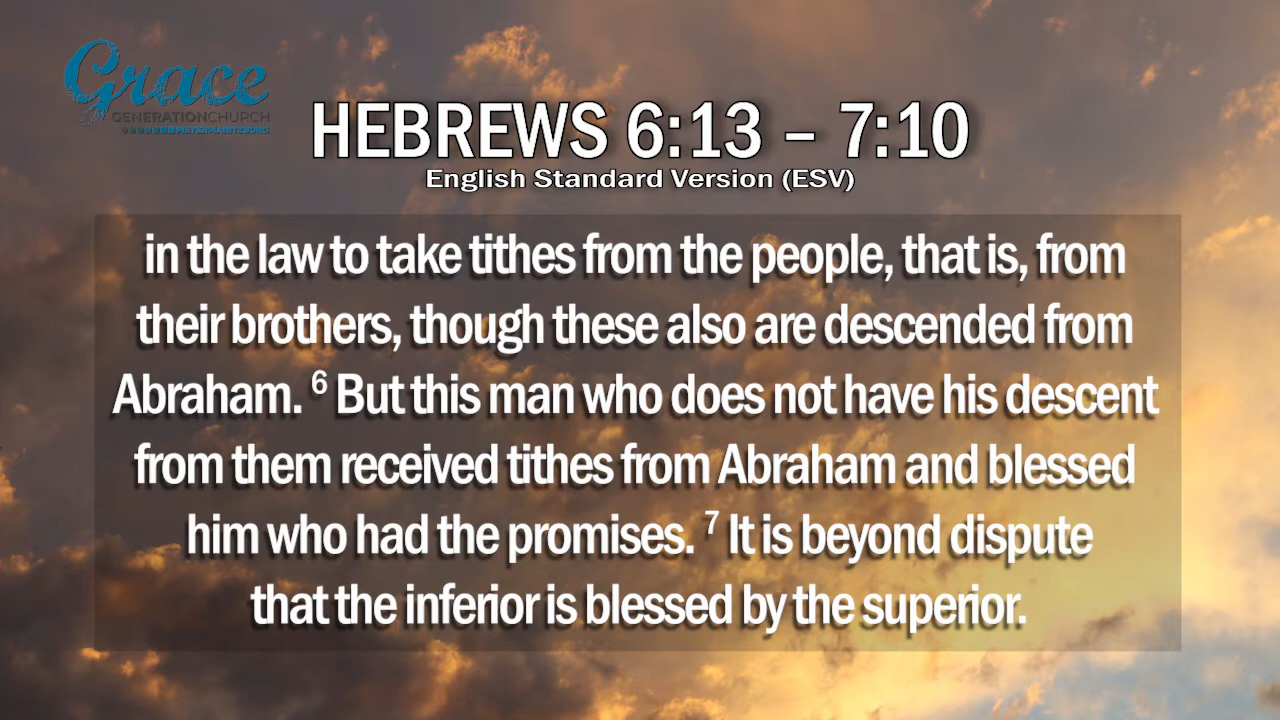 Grace
GENERATIONCHURCH
PIETERMARITZBURG
HEBREWS 6:13 – 7:10
English Standard Version (ESV)
in the law to take tithes from the people, that is, from
their brothers, though these also are descended from
Abraham. ⁶ But this man who does not have his descent
from them received tithes from Abraham and blessed
him who had the promises. ⁷ It is beyond dispute
that the inferior is blessed by the superior.